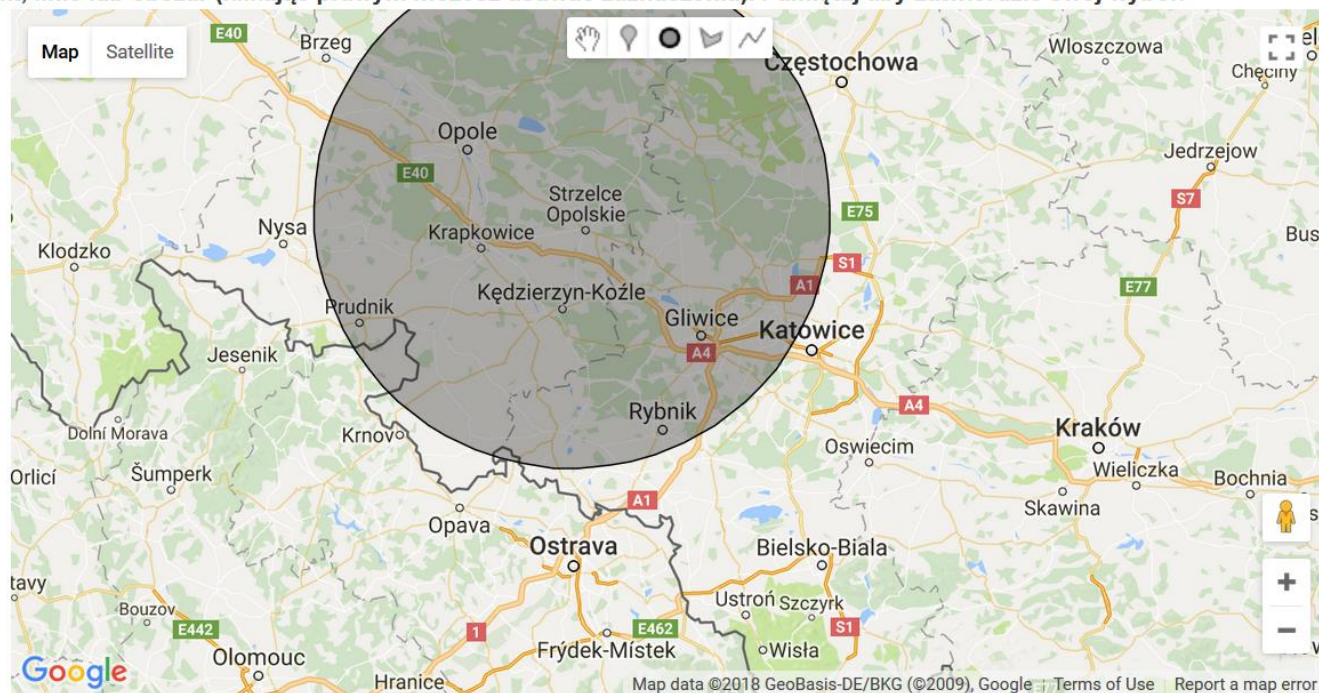 Map
Satellite
E40
Brzeg
Częstochowa
Wloszczowa
Chęciny
Opole
Jedrzejow
E40
Strzelce
Opolskie
S7
E75
Nysa
Krapkowice
Klodzko
S1
A1
E77
Kędzierzyn-Koźle
Prudnik
Gliwice
Katowice
Jesenik
A4
A4
Rybnik
Dolní Morava
Krnov
Kraków
Oswiecim
Orlicí
Šumperk
Wieliczka
Bochnia
A1
Skawina
Opava
Ostrava
Bielsko-Biala
Ustroń
Szczyrk
Bouzov
E442
1
E462
S1
Frýdek-Místek
Wisła
Olomouc
Google
Hranice
Map data ©2018 GeoBasis-DE/BKG (©2009), Google
Terms of Use
Report a map error